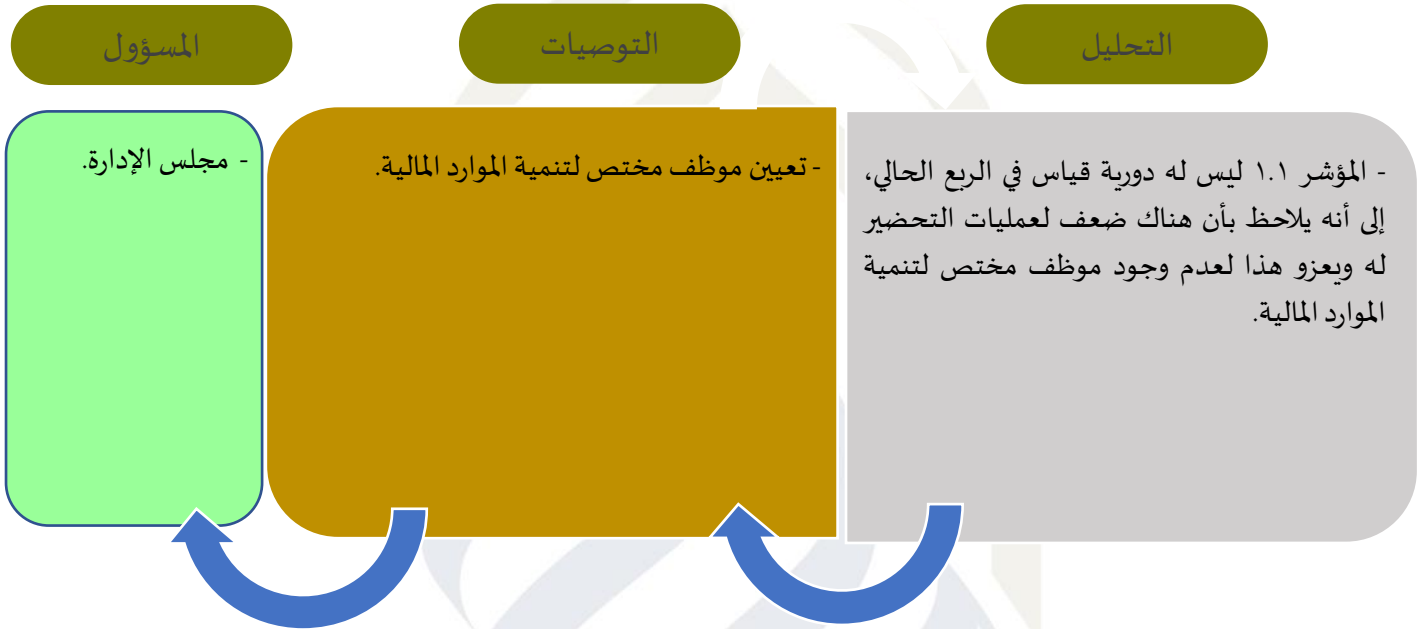 التحليل
التوصيات
المسؤول
- المؤشر ١.١ ليس له دورية قياس في الربع الحالي،
إلى أنه يلاحظ بأن هناك ضعف لعمليات التحضير
له ويعزو هذا لعدم وجود موظف مختص لتنمية
الموارد المالية.
- تعيين موظف مختص لتنمية الموارد المالية.
- مجلس الإدارة.